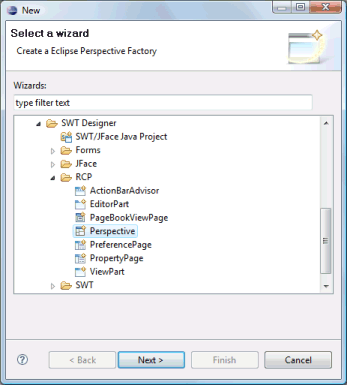 New
Select a wizard
Create a Eclipse Perspective Factory
Wizards:
type filter text
SWT Designer
SWT/JFace Java Project
Forms
JFace
RCP
ActionBarAdvisor
EditorPart
PageBookViewPage
Perspective
PreferencePage
PropertyPage
ViewPart
SWT
? < Back Next > Finish Cancel